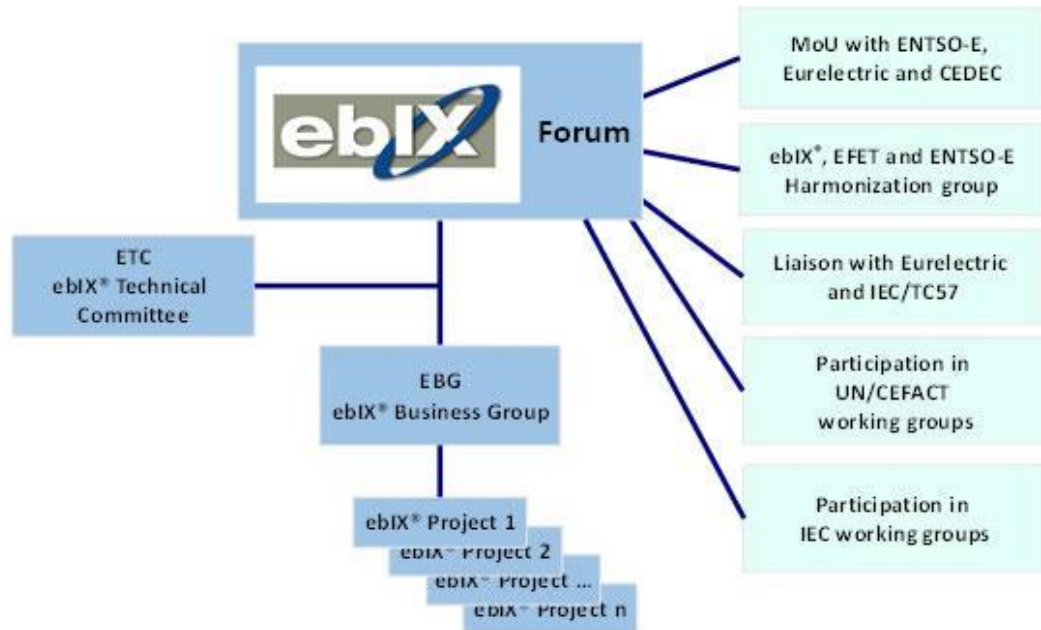 ebIX
Forum
MoU with ENTSO-E,
Eurelectric and CEDEC
ebIX®, EFET and ENTSO-E
Harmonization group
Liaison with Eurelectric
and IEC/TC57
Participation in
UN/CEFACT
working groups
Participation in
IEC working groups
ETC
ebIX® Technical
Committee
EBG
ebIX® Business Group
ebIX® Project 1
ebIX® Project 2
ebIX® Project ...
ebIX® Project n